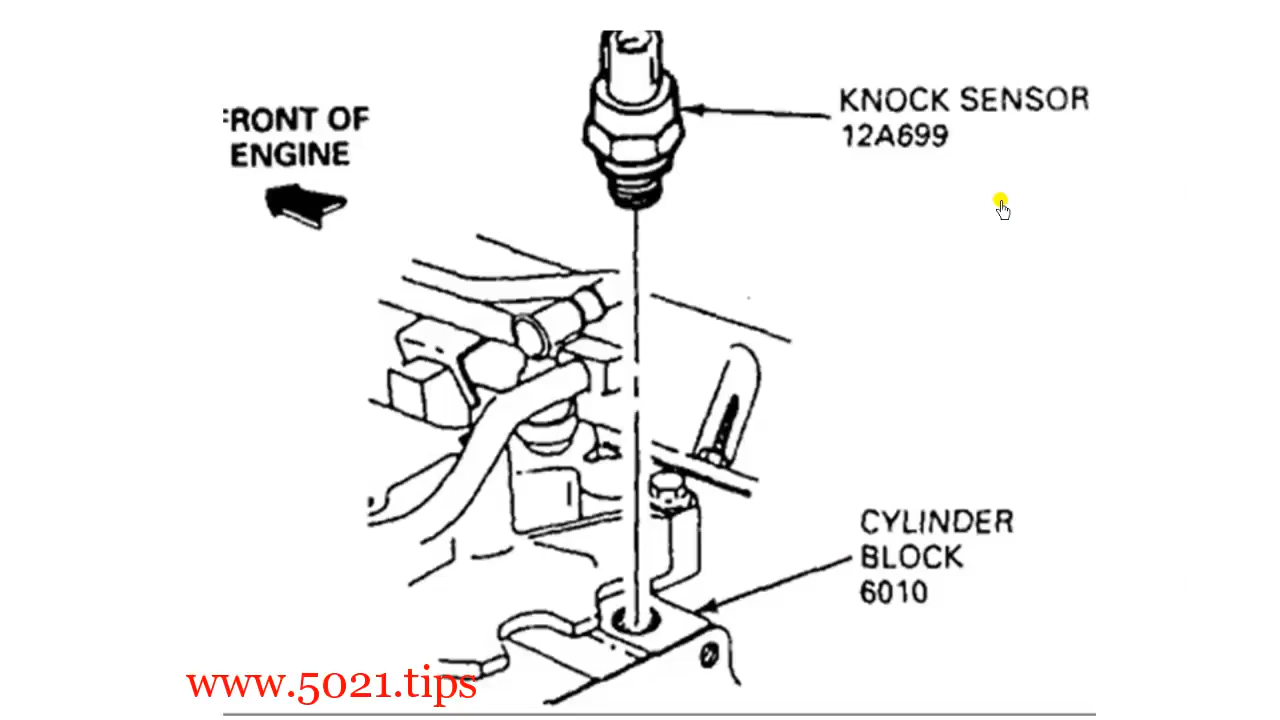 FRONT OF
ENGINE
KNOCK SENSOR
12A699
CYLINDER
BLOCK
6010
www.5021.tips